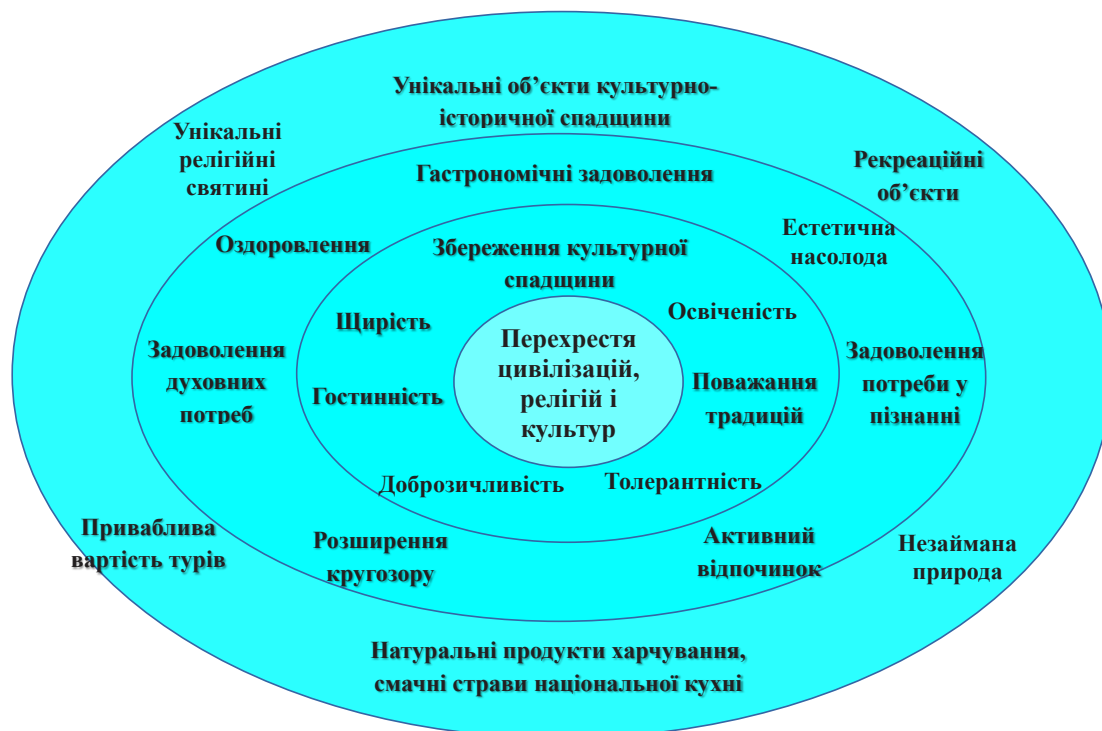 Унікальні об’єкти культурно-
історичної спадщини
Унікальні
релігійні
святині
Рекреаційні
об’єкти
Гастрономічні задоволення
Естетична
насолода
Оздоровлення
Збереження культурної
спадщини
Щирість
Освіченість
Перехрестя
цивілізацій,
релігій і
культур
Задоволення
духовних
потреб
Гостинність
Поважання
традицій
Задоволення
потреби у
пізнанні
Доброзичливість
Толерантність
Приваблива
вартість турів
Розширення
кругозору
Активний
відпочинок
Незаймана
природа
Натуральні продукти харчування,
смачні страви національної кухні